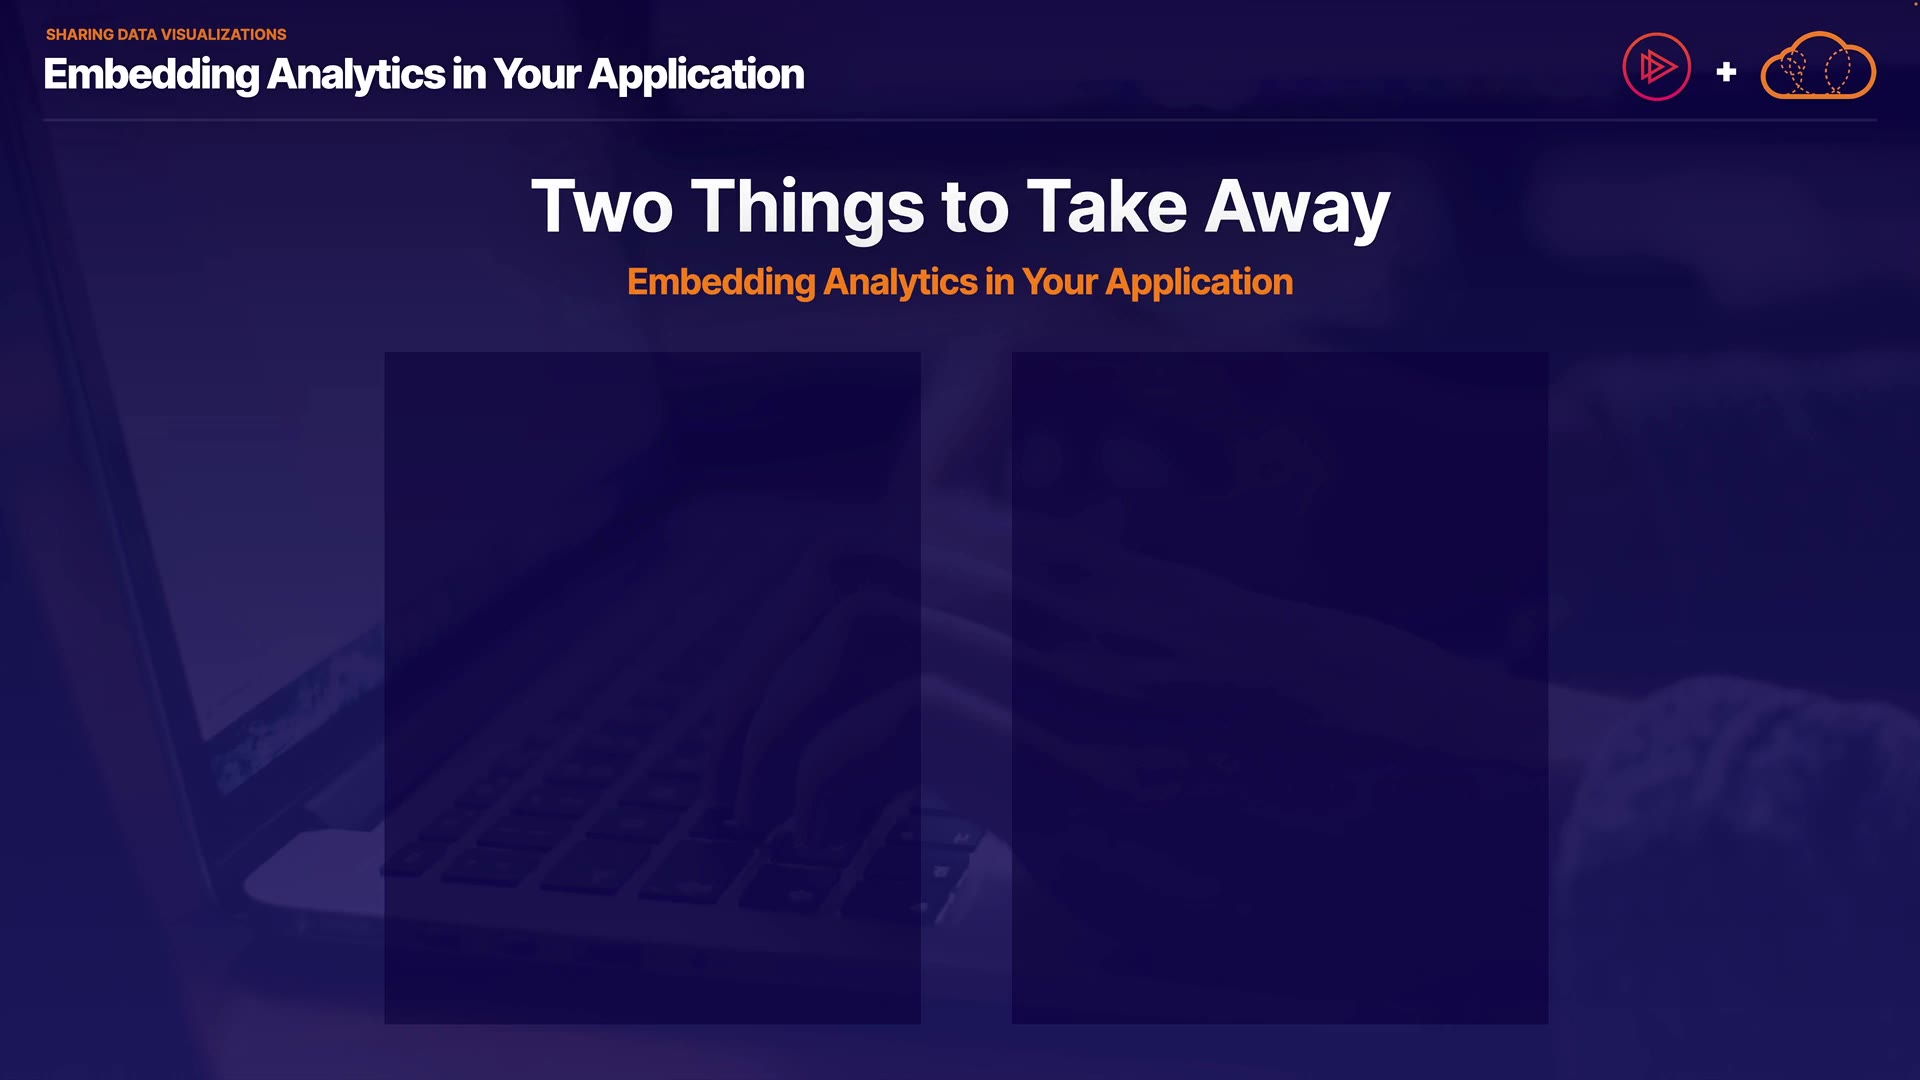 SHARING DATA VISUALIZATIONS
Embedding Analytics in Your Application
+
Two Things to Take Away
Embedding Analytics in Your Application